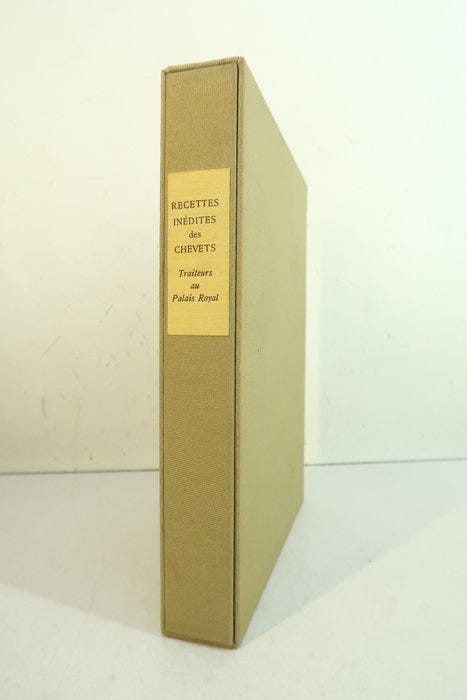 RECETTES
INÉDITES
des
CHEVETS
Traiteurs
au
Palais Royal